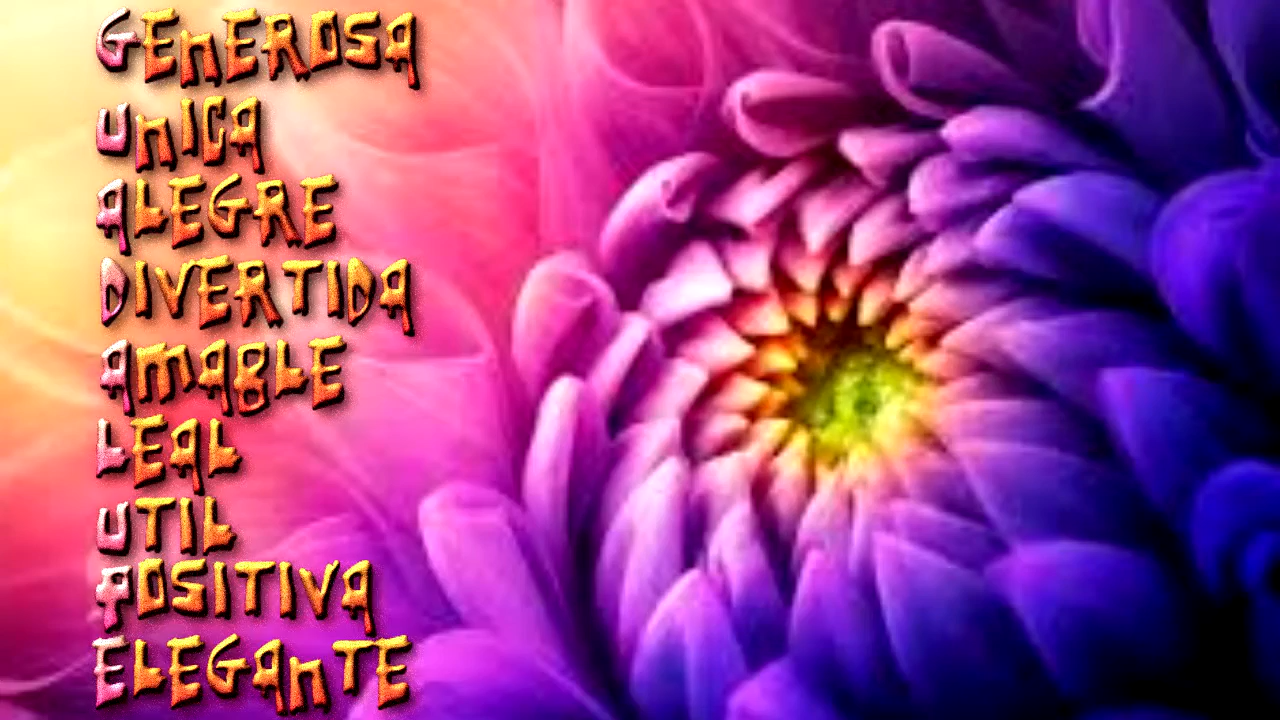 GENEROSA
UNICA
ALEGRE
DIVERTIDA
AMABLE
LEAL
UTIL
POSITIVA
ELEGANTE